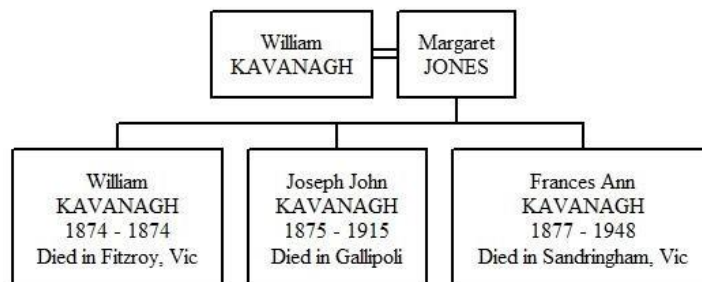 William
KAVANAGH
Margaret
JONES
William
KAVANAGH
1874 - 1874
Died in Fitzroy, Vic
Joseph John
KAVANAGH
1875 - 1915
Died in Gallipoli
Frances Ann
KAVANAGH
1877 - 1948
Died in Sandringham, Vic